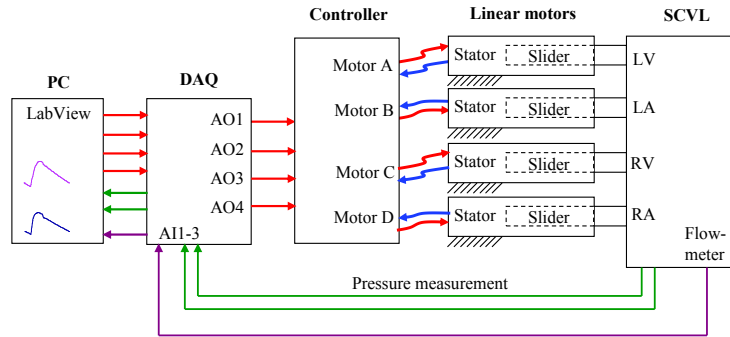 Controller
Linear motors
SCVL
PC
DAQ
LabView
AO1
AO2
AO3
AO4
AI1-3
Motor A
Motor B
Motor C
Motor D
Stator
Slider
Stator
Slider
Stator
Slider
Stator
Slider
LV
LA
RV
RA
Flow-
meter
Pressure measurement